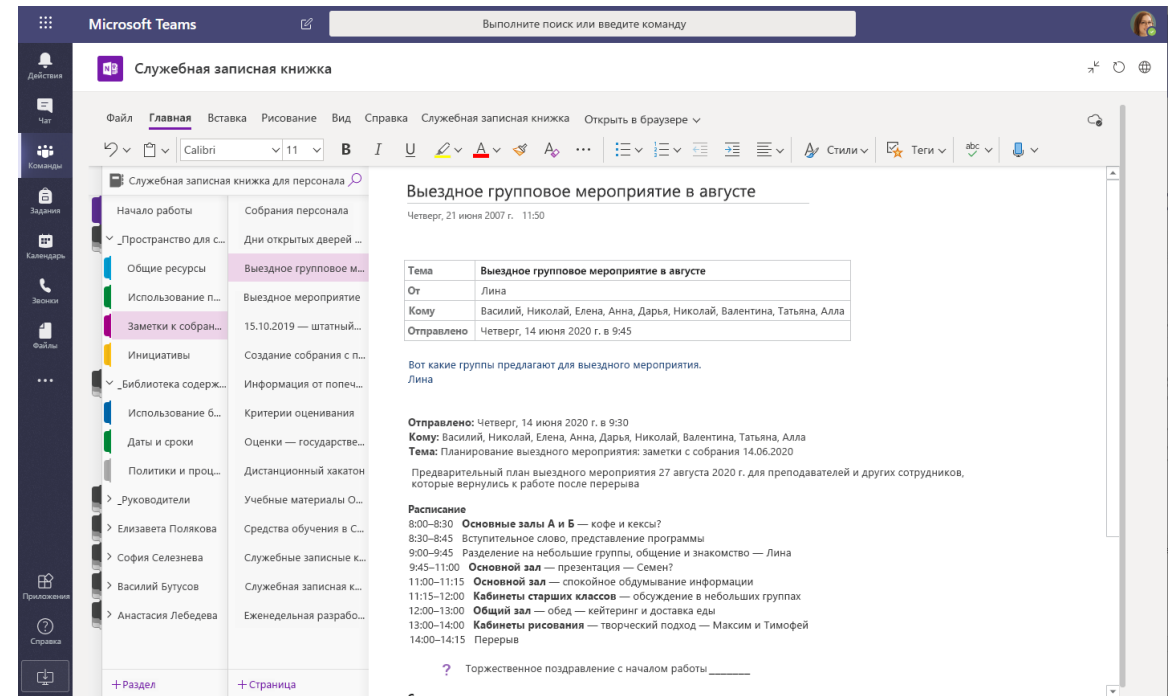 Microsoft Teams
Выполните поиск или введите команду
Действия
Чат
Команды
Задания
Календарь
Звонки
Файлы
Приложения
Справка
N
Служебная записная книжка
Файл Главная Вставка Рисование Вид Справка Служебная записная книжка Открыть в браузере
Calibri 11 B I U A A ... Стили Теги abc
Служебная записная книжка для персонала
Начало работы
_Пространство для с...
Общие ресурсы
Использование п...
Заметки к собран...
Инициативы
_Библиотека содерж...
Использование б...
Даты и сроки
Политики и проц...
_Руководители
Елизавета Полякова
София Селезнева
Василий Бутусов
Анастасия Лебедева
+Раздел
Собрания персонала
Дни открытых дверей ...
Выездное групповое м...
Выездное мероприятие
15.10.2019 — штатный...
Создание собрания с п...
Информация от попеч...
Критерии оценивания
Оценки — государстве...
Дистанционный хакатон
Учебные материалы О...
Средства обучения в С...
Служебные записные к...
Служебная записная к...
Еженедельная разрабо...
+Страница
Выездное групповое мероприятие в августе
Четверг, 21 июня 2007 г. 11:50
Тема Выездное групповое мероприятие в августе
От Лина
Кому Василий, Николай, Елена, Анна, Дарья, Николай, Валентина, Татьяна, Алла
Отправлено Четверг, 14 июня 2020 г. в 9:45
Вот какие группы предлагают для выездного мероприятия.
Лина
Отправлено: Четверг, 14 июня 2020 г. в 9:30
Кому: Василий, Николай, Елена, Анна, Дарья, Николай, Валентина, Татьяна, Алла
Тема: Планирование выездного мероприятия: заметки с собрания 14.06.2020
Предварительный план выездного мероприятия 27 августа 2020 г. для преподавателей и других сотрудников,
которые вернулись к работе после перерыва
Расписание
8:00–8:30 Основные залы А и Б — кофе и кексы?
8:30–8:45 Вступительное слово, представление программы
9:00–9:45 Разделение на небольшие группы, общение и знакомство — Лина
9:45–11:00 Основной зал — презентация — Семен?
11:00–11:15 Основной зал — спокойное обдумывание информации
11:15–12:00 Кабинеты старших классов — обсуждение в небольших группах
12:00–13:00 Общий зал — обед — кейтеринг и доставка еды
13:00–14:00 Кабинеты рисования — творческий подход — Максим и Тимофей
14:00–14:15 Перерыв
? Торжественное поздравление с началом работы_______